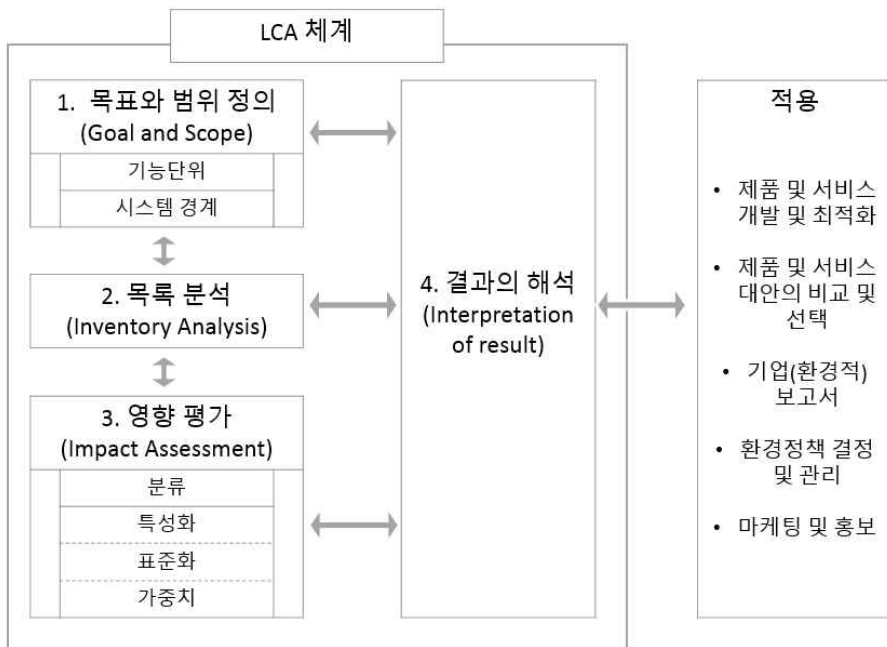 LCA 체계
1. 목표와 범위 정의
(Goal and Scope)
기능단위
시스템 경계
2. 목록 분석
(Inventory Analysis)
3. 영향 평가
(Impact Assessment)
분류
특성화
표준화
가중치
4. 결과의 해석
(Interpretation
of result)
적용
• 제품 및 서비스
개발 및 최적화
• 제품 및 서비스
대안의 비교 및
선택
• 기업(환경적)
보고서
• 환경정책 결정
및 관리
• 마케팅 및 홍보